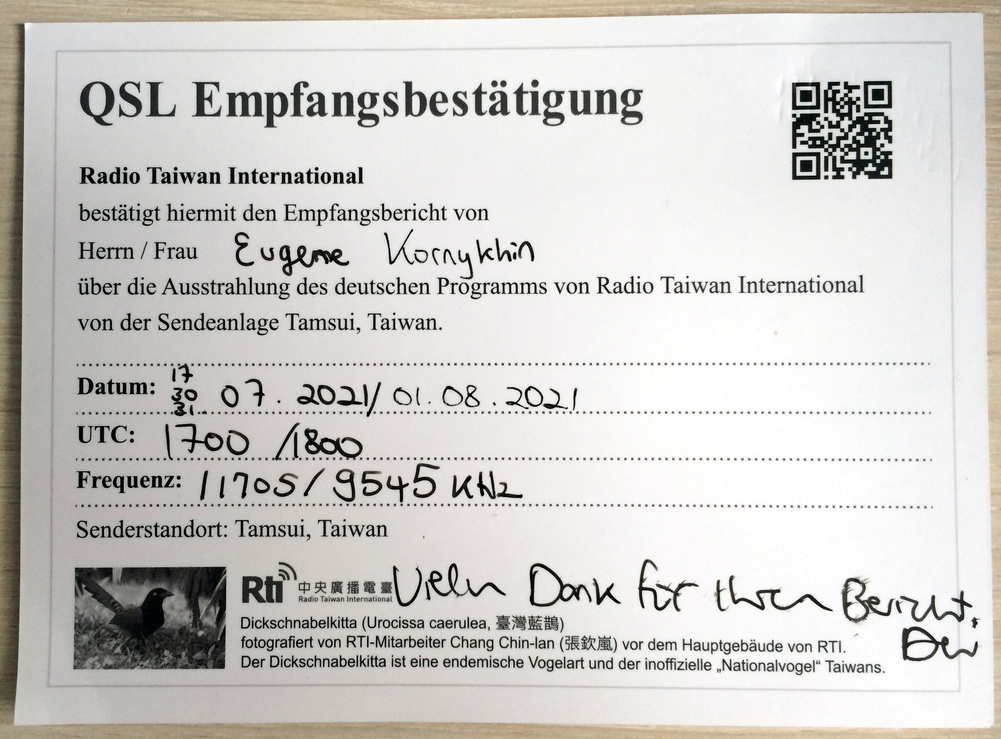 QSL Empfangsbestätigung
Radio Taiwan International
bestätigt hiermit den Empfangsbericht von
Herrn / Frau Eugene Kornykhin
über die Ausstrahlung des deutschen Programms von Radio Taiwan International
von der Sendeanlage Tamsui, Taiwan.
17
Datum: 30 07. 2021/ 01.08.2021
31.
UTC: 1700 /1800
Frequenz: 11705/9545 KHz
Senderstandort: Tamsui, Taiwan
Rti 中央廣播電臺 Vielen Dank für Ihren Bericht.
Radio Taiwan International
Dickschnabelkitta (Urocissa caerulea, 臺灣藍鵲)
fotografiert von RTI-Mitarbeiter Chang Chin-lan (張欽嵐) vor dem Hauptgebäude von RTI.
Der Dickschnabelkitta ist eine endemische Vogelart und der inoffizielle „Nationalvogel“ Taiwans.